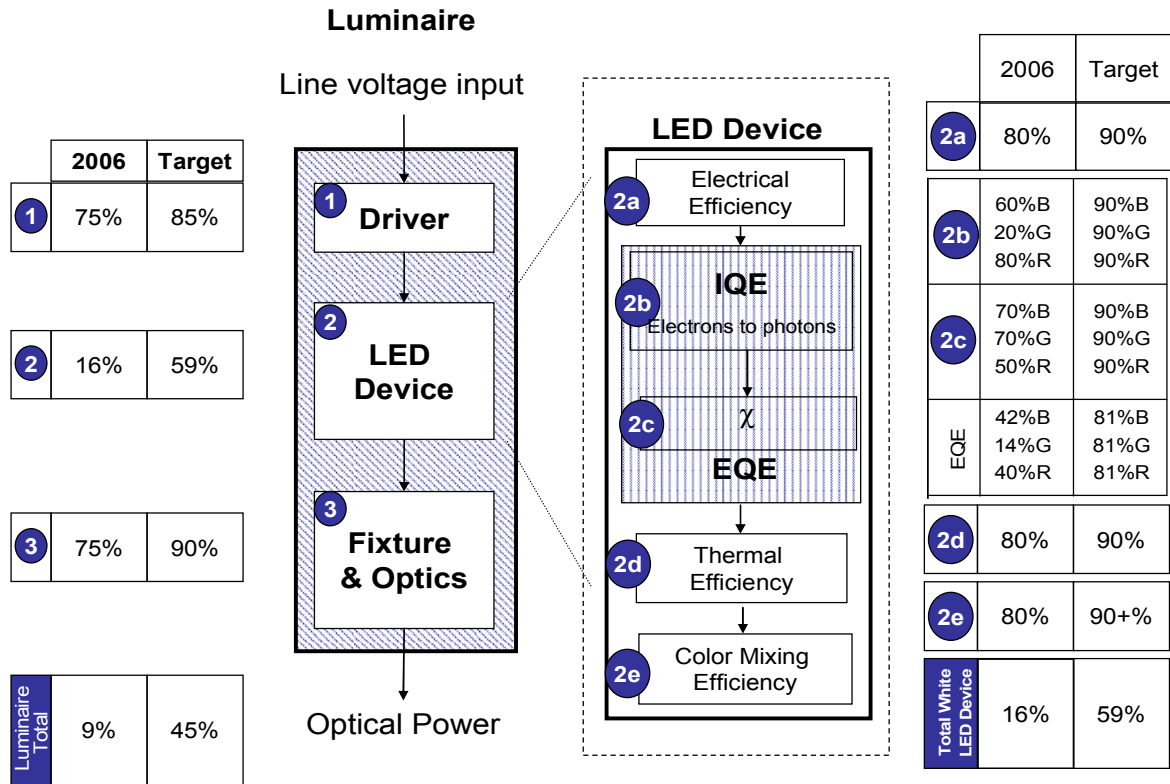 Luminaire
Line voltage input
2006 Target
1 75% 85%
2 16% 59%
3 75% 90%
Luminaire
Total
9% 45%
1
Driver
2
LED
Device
3
Fixture
& Optics
Optical Power
LED Device
2a
Electrical
Efficiency
2b
IQE
Electrons to photons
2c
χ
EQE
2d
Thermal
Efficiency
2e
Color Mixing
Efficiency
2006 Target
2a 80% 90%
2b
60%B 90%B
20%G 90%G
80%R 90%R
2c
70%B 90%B
70%G 90%G
50%R 90%R
EQE
42%B 81%B
14%G 81%G
40%R 81%R
2d 80% 90%
2e 80% 90+%
Total White
LED Device
16% 59%